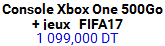 Console Xbox One 500Go
+ jeux FIFA17
1 099,000 DT